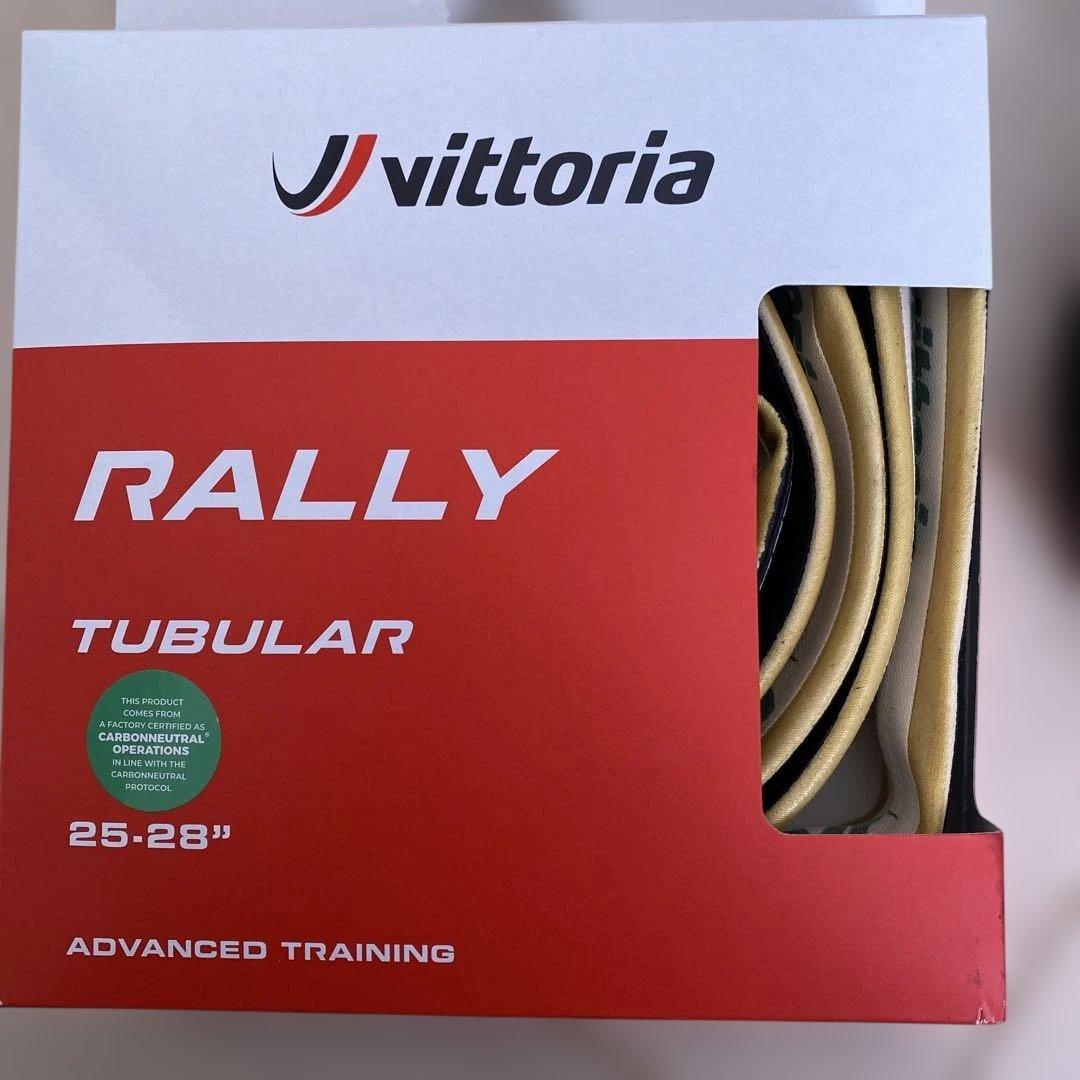 vittoria
RALLY
TUBULAR
THIS PRODUCT
COMES FROM
A FACTORY CERTIFIED AS
CARBONNEUTRAL®
OPERATIONS
IN LINE WITH THE
CARBONNEUTRAL
PROTOCOL
25-28”
ADVANCED TRAINING